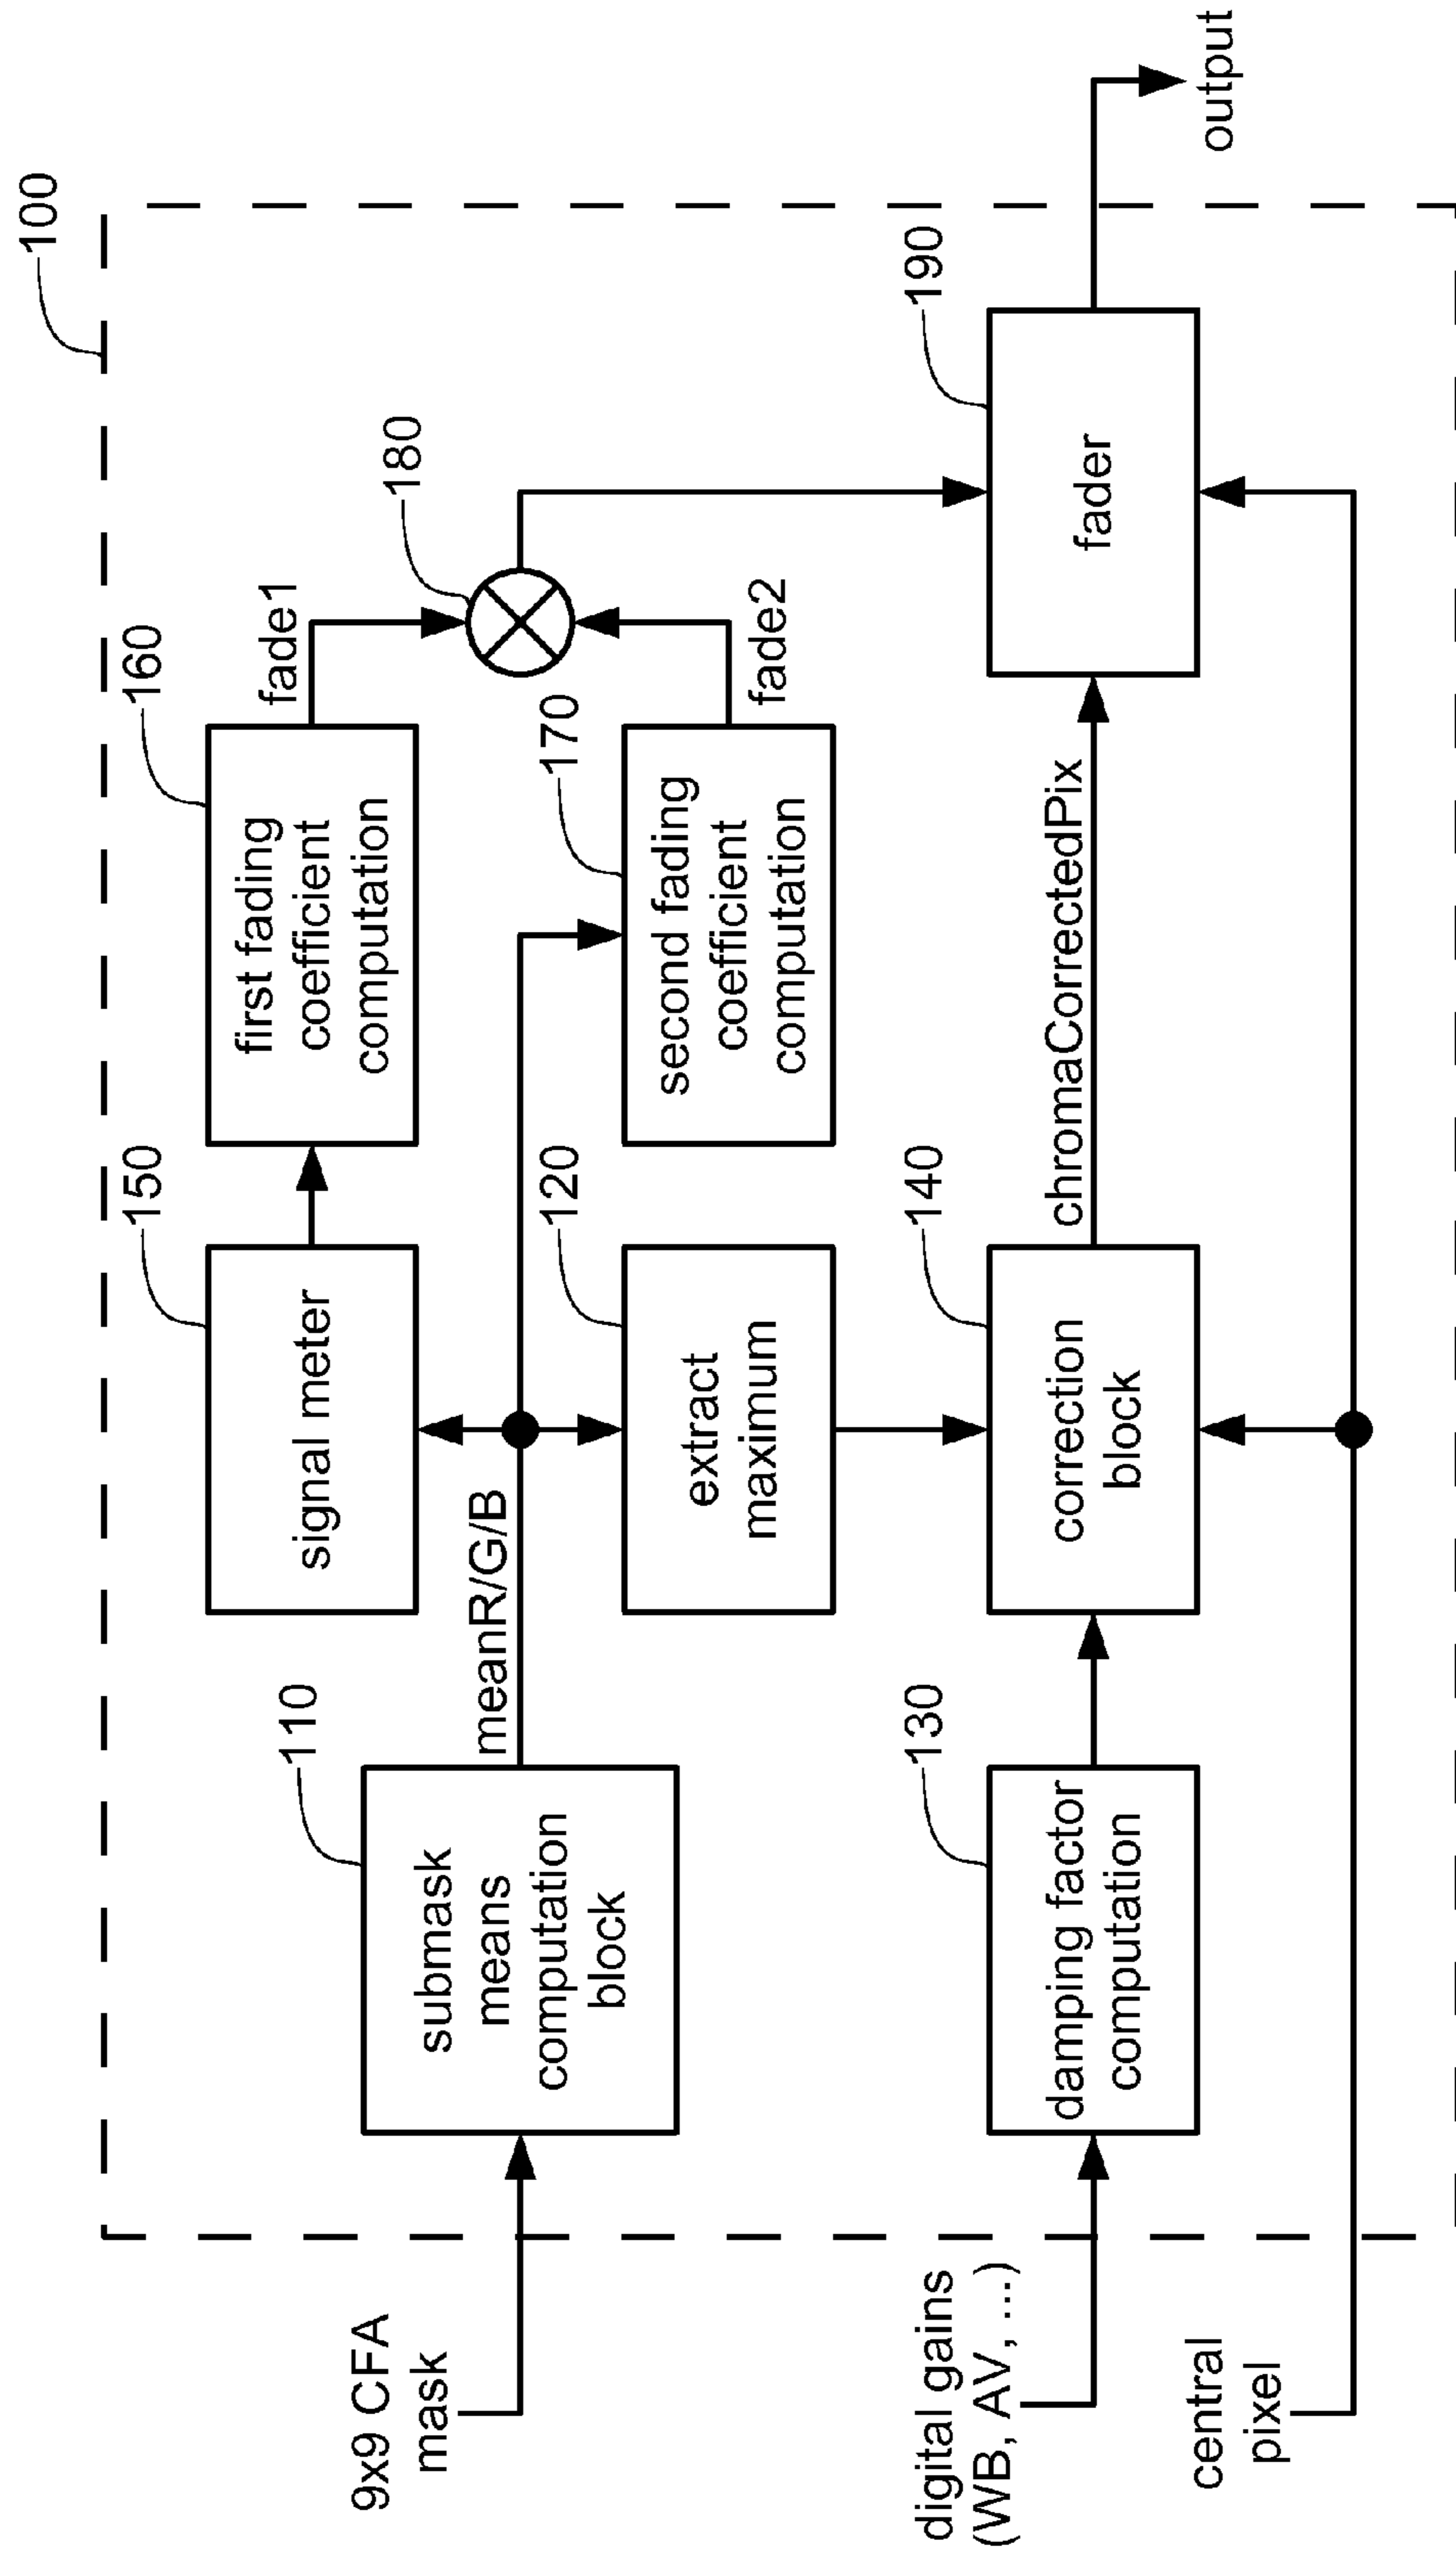 100
150
signal meter
160
first fading
coefficient
computation
fade1
180
110
submask
means
computation
block
meanR/G/B
9x9 CFA
mask
120
extract
maximum
170
second fading
coefficient
computation
fade2
digital gains
(WB, AV, ...)
130
damping factor
computation
140
correction
block
chromaCorrectedPix
190
fader
output
central
pixel